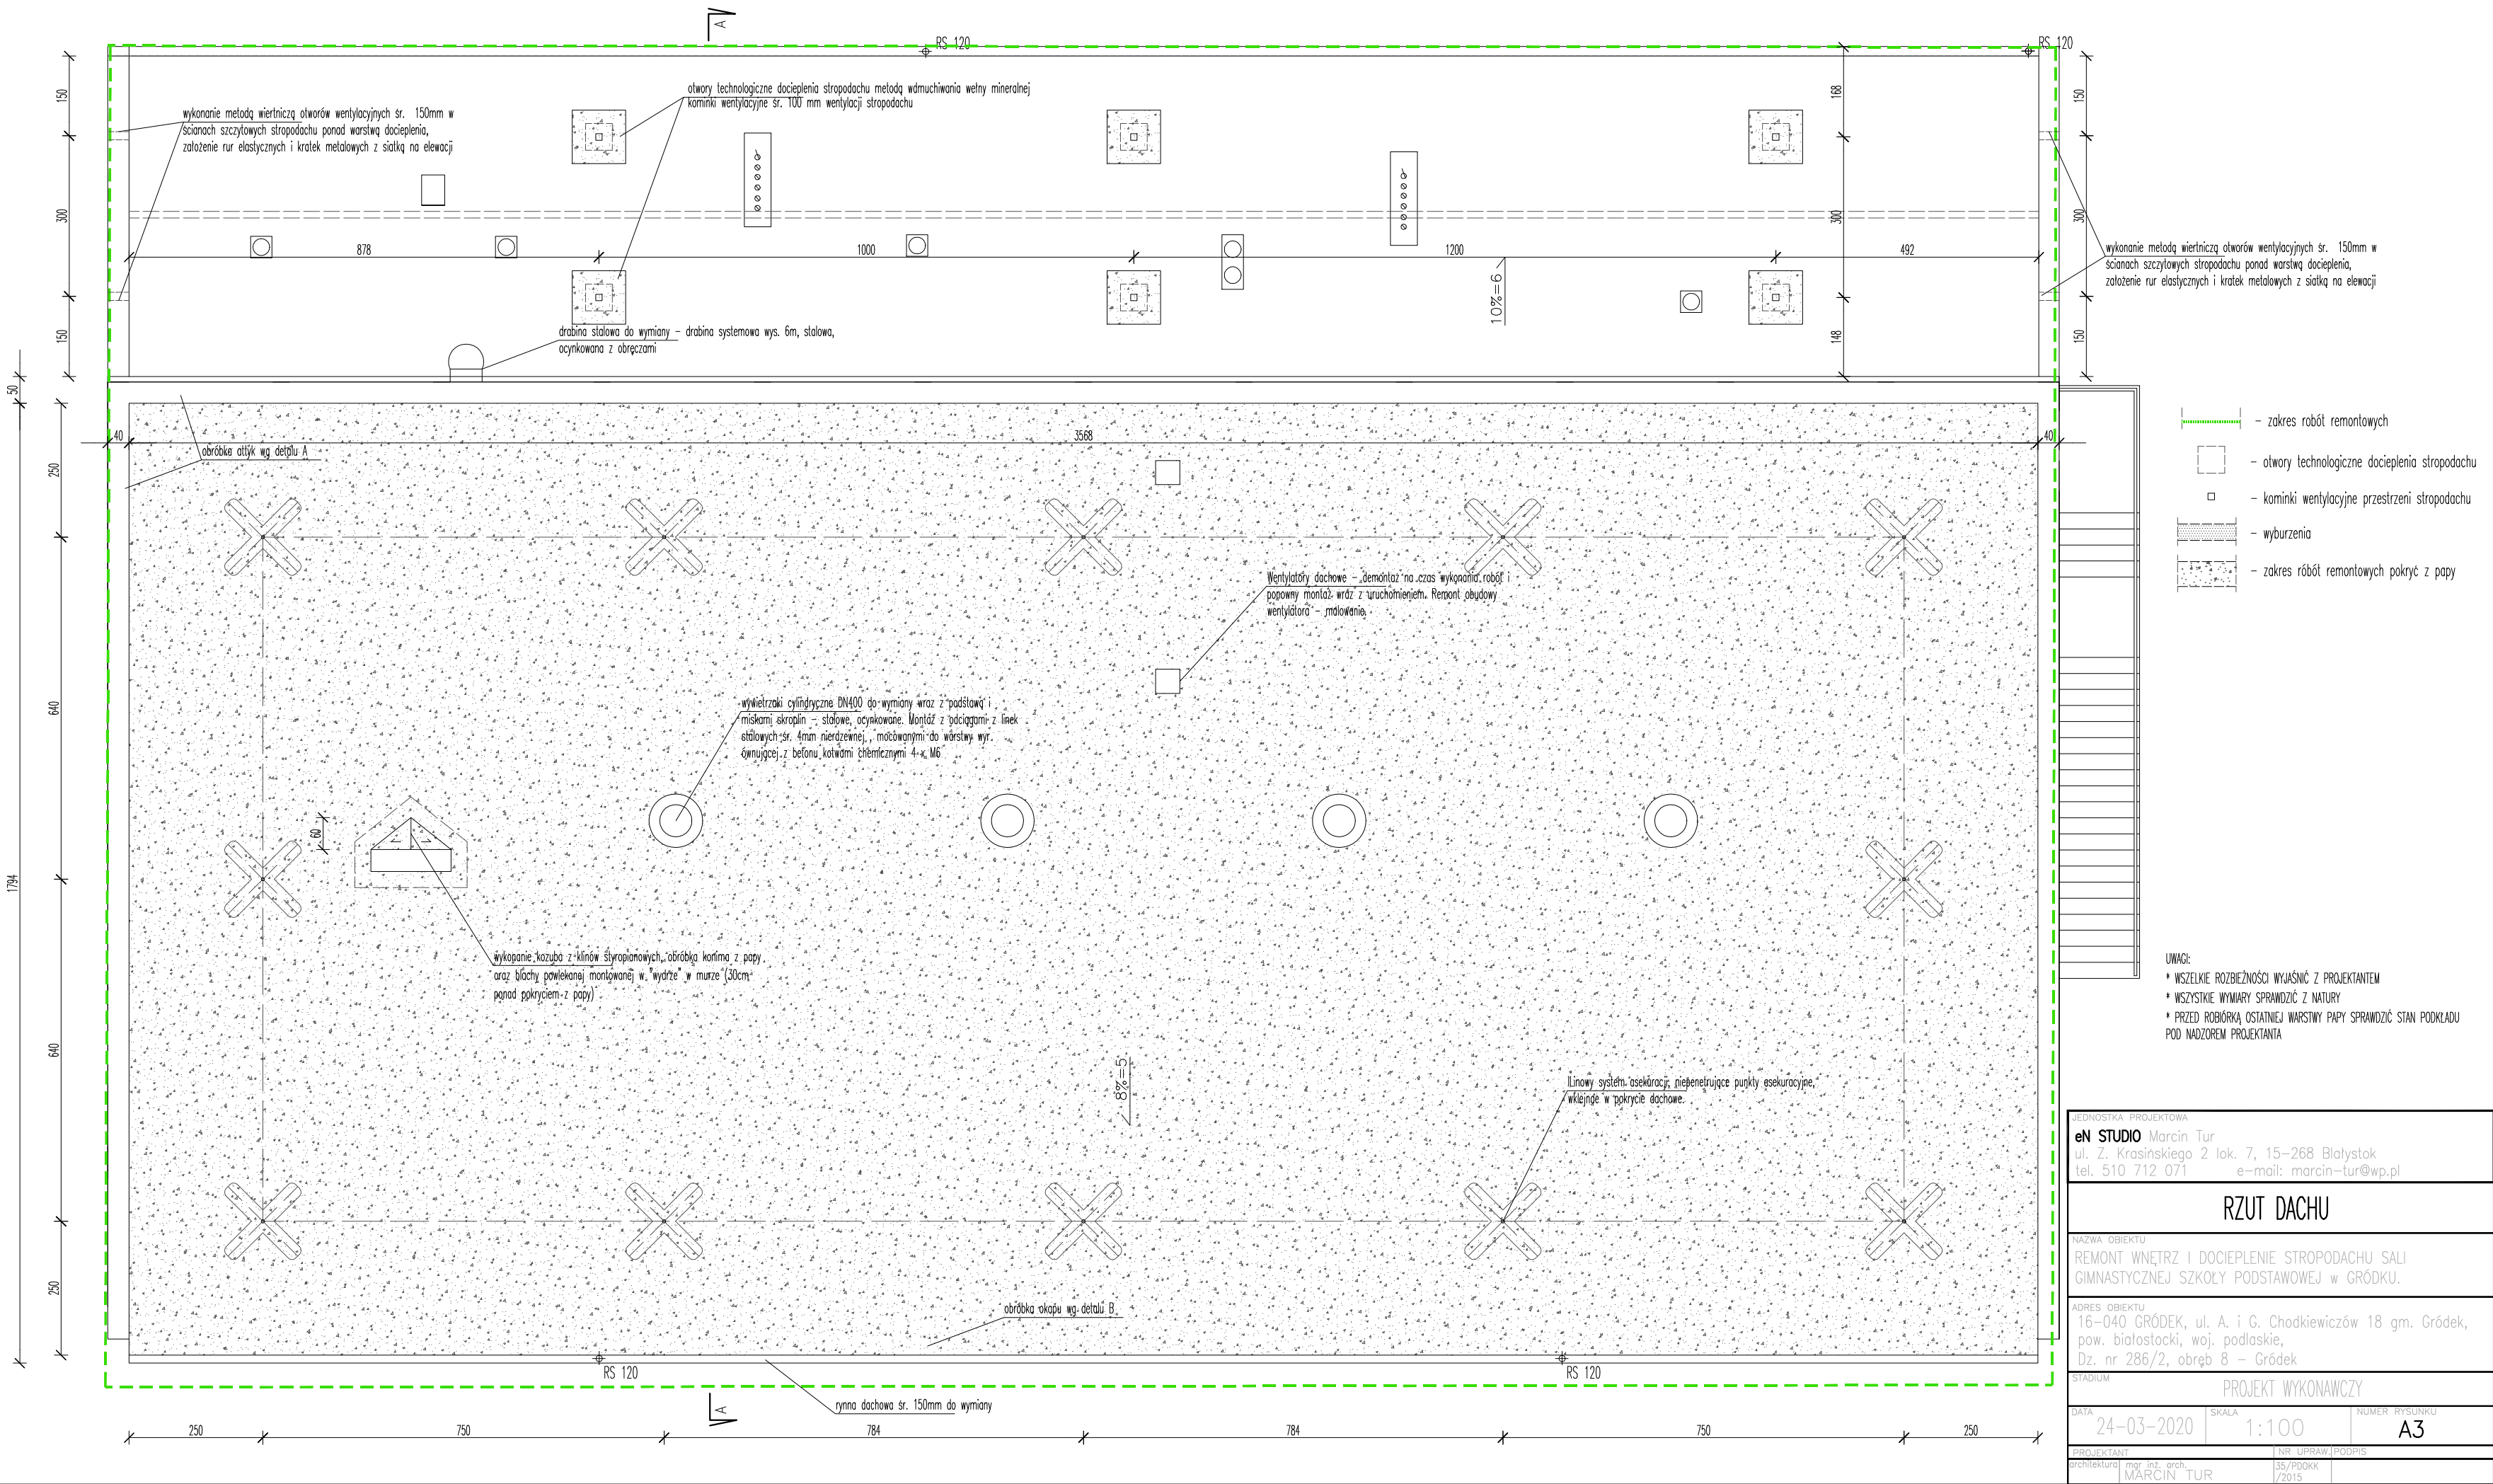 A
RS 120
RS 120
otwory technologiczne docieplenia stropodachu metodą wdmuchiwania wełny mineralnej
kominki wentylacyjne śr. 100 mm wentylacji stropodachu
wykonanie metodą wiertniczą otworów wentylacyjnych śr. 150mm w
ścianach szczytowych stropodachu ponad warstwą docieplenia,
założenie rur elastycznych i kratek metalowych z siatką na elewacji
150
300
150
50
168
300
148
150
300
150
878
1000
1200
492
10%=6
wykonanie metodą wiertniczą otworów wentylacyjnych śr. 150mm w
ścianach szczytowych stropodachu ponad warstwą docieplenia,
założenie rur elastycznych i kratek metalowych z siatką na elewacji
drabina stalowa do wymiany – drabina systemowa wys. 6m, stalowa,
ocynkowana z obręczami
40
3568
40
obróbka attyk wg detalu A
– zakres robót remontowych
– otwory technologiczne docieplenia stropodachu
– kominki wentylacyjne przestrzeni stropodachu
– wyburzenia
– zakres róbót remontowych pokryć z papy
250
640
1794
640
250
Wentylatory dachowe – demontaż na czas wykonania robót i
popowny montaż wraz z uruchomieniem. Remont obudowy
wentylatora – malowanie.
wywietrzaki cylindryczne DN400 do wymiany wraz z podstawą i
miskami skroplin – stalowe, ocynkowane. Montaż z odciągami z linek
stalowych śr. 4mm nierdzewnej, mocowanymi do warstwy wyr.
ównującej z betonu kotwami chemicznymi 4 x M6
60
wykonanie kozuba z klinów styropianowych, obróbka komina z papy
oraz blachy powlekanej montowanej w "wydrze" w murze (30cm
ponad pokryciem z papy)
8%=5
lLinowy system asekuracji, niepenetrujące punkty asekuracyjne,
wklejnae w pokrycie dachowe.
obróbka okapu wg detalu B
RS 120
RS 120
A
rynna dachowa śr. 150mm do wymiany
250
750
784
784
750
250
UWAGI:
* WSZELKIE ROZBIEŻNOŚCI WYJAŚNIĆ Z PROJEKTANTEM
* WSZYSTKIE WYMIARY SPRAWDZIĆ Z NATURY
* PRZED ROBIÓRKĄ OSTATNIEJ WARSTWY PAPY SPRAWDZIĆ STAN PODKŁADU
POD NADZOREM PROJEKTANTA
JEDNOSTKA PROJEKTOWA
eN STUDIO Marcin Tur
ul. Z. Krasińskiego 2 lok. 7, 15–268 Białystok
tel. 510 712 071 e–mail: marcin–tur@wp.pl
RZUT DACHU
NAZWA OBIEKTU
REMONT WNĘTRZ I DOCIEPLENIE STROPODACHU SALI
GIMNASTYCZNEJ SZKOŁY PODSTAWOWEJ w GRÓDKU.
ADRES OBIEKTU
16–040 GRÓDEK, ul. A. i G. Chodkiewiczów 18 gm. Gródek,
pow. białostocki, woj. podlaskie,
Dz. nr 286/2, obręb 8 – Gródek
STADIUM
PROJEKT WYKONAWCZY
DATA
24–03–2020
SKALA
1:100
NUMER RYSUNKU
A3
PROJEKTANT
NR UPRAW.
PODPIS
architektura
mgr inż. arch.
MARCIN TUR
35/PDOKK
/2015